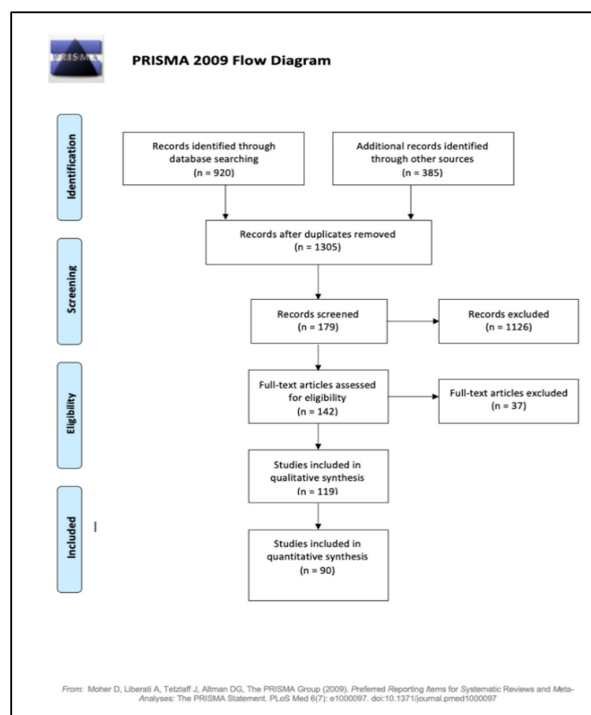 PRISMA
PRISMA 2009 Flow Diagram
Identification
Records identified through
database searching
(n = 920)
Additional records identified
through other sources
(n = 385)
Records after duplicates removed
(n = 1305)
Screening
Records screened
(n = 179)
Records excluded
(n = 1126)
Eligibility
Full-text articles assessed
for eligibility
(n = 142)
Full-text articles excluded
(n = 37)
Studies included in
qualitative synthesis
(n = 119)
Included
Studies included in
quantitative synthesis
(n = 90)
From: Moher D, Liberati A, Tetzlaff J, Altman DG, The PRISMA Group (2009). Preferred Reporting Items for Systematic Reviews and Meta-
Analyses: The PRISMA Statement. PLoS Med 6(7): e1000097. doi:10.1371/journal.pmed1000097